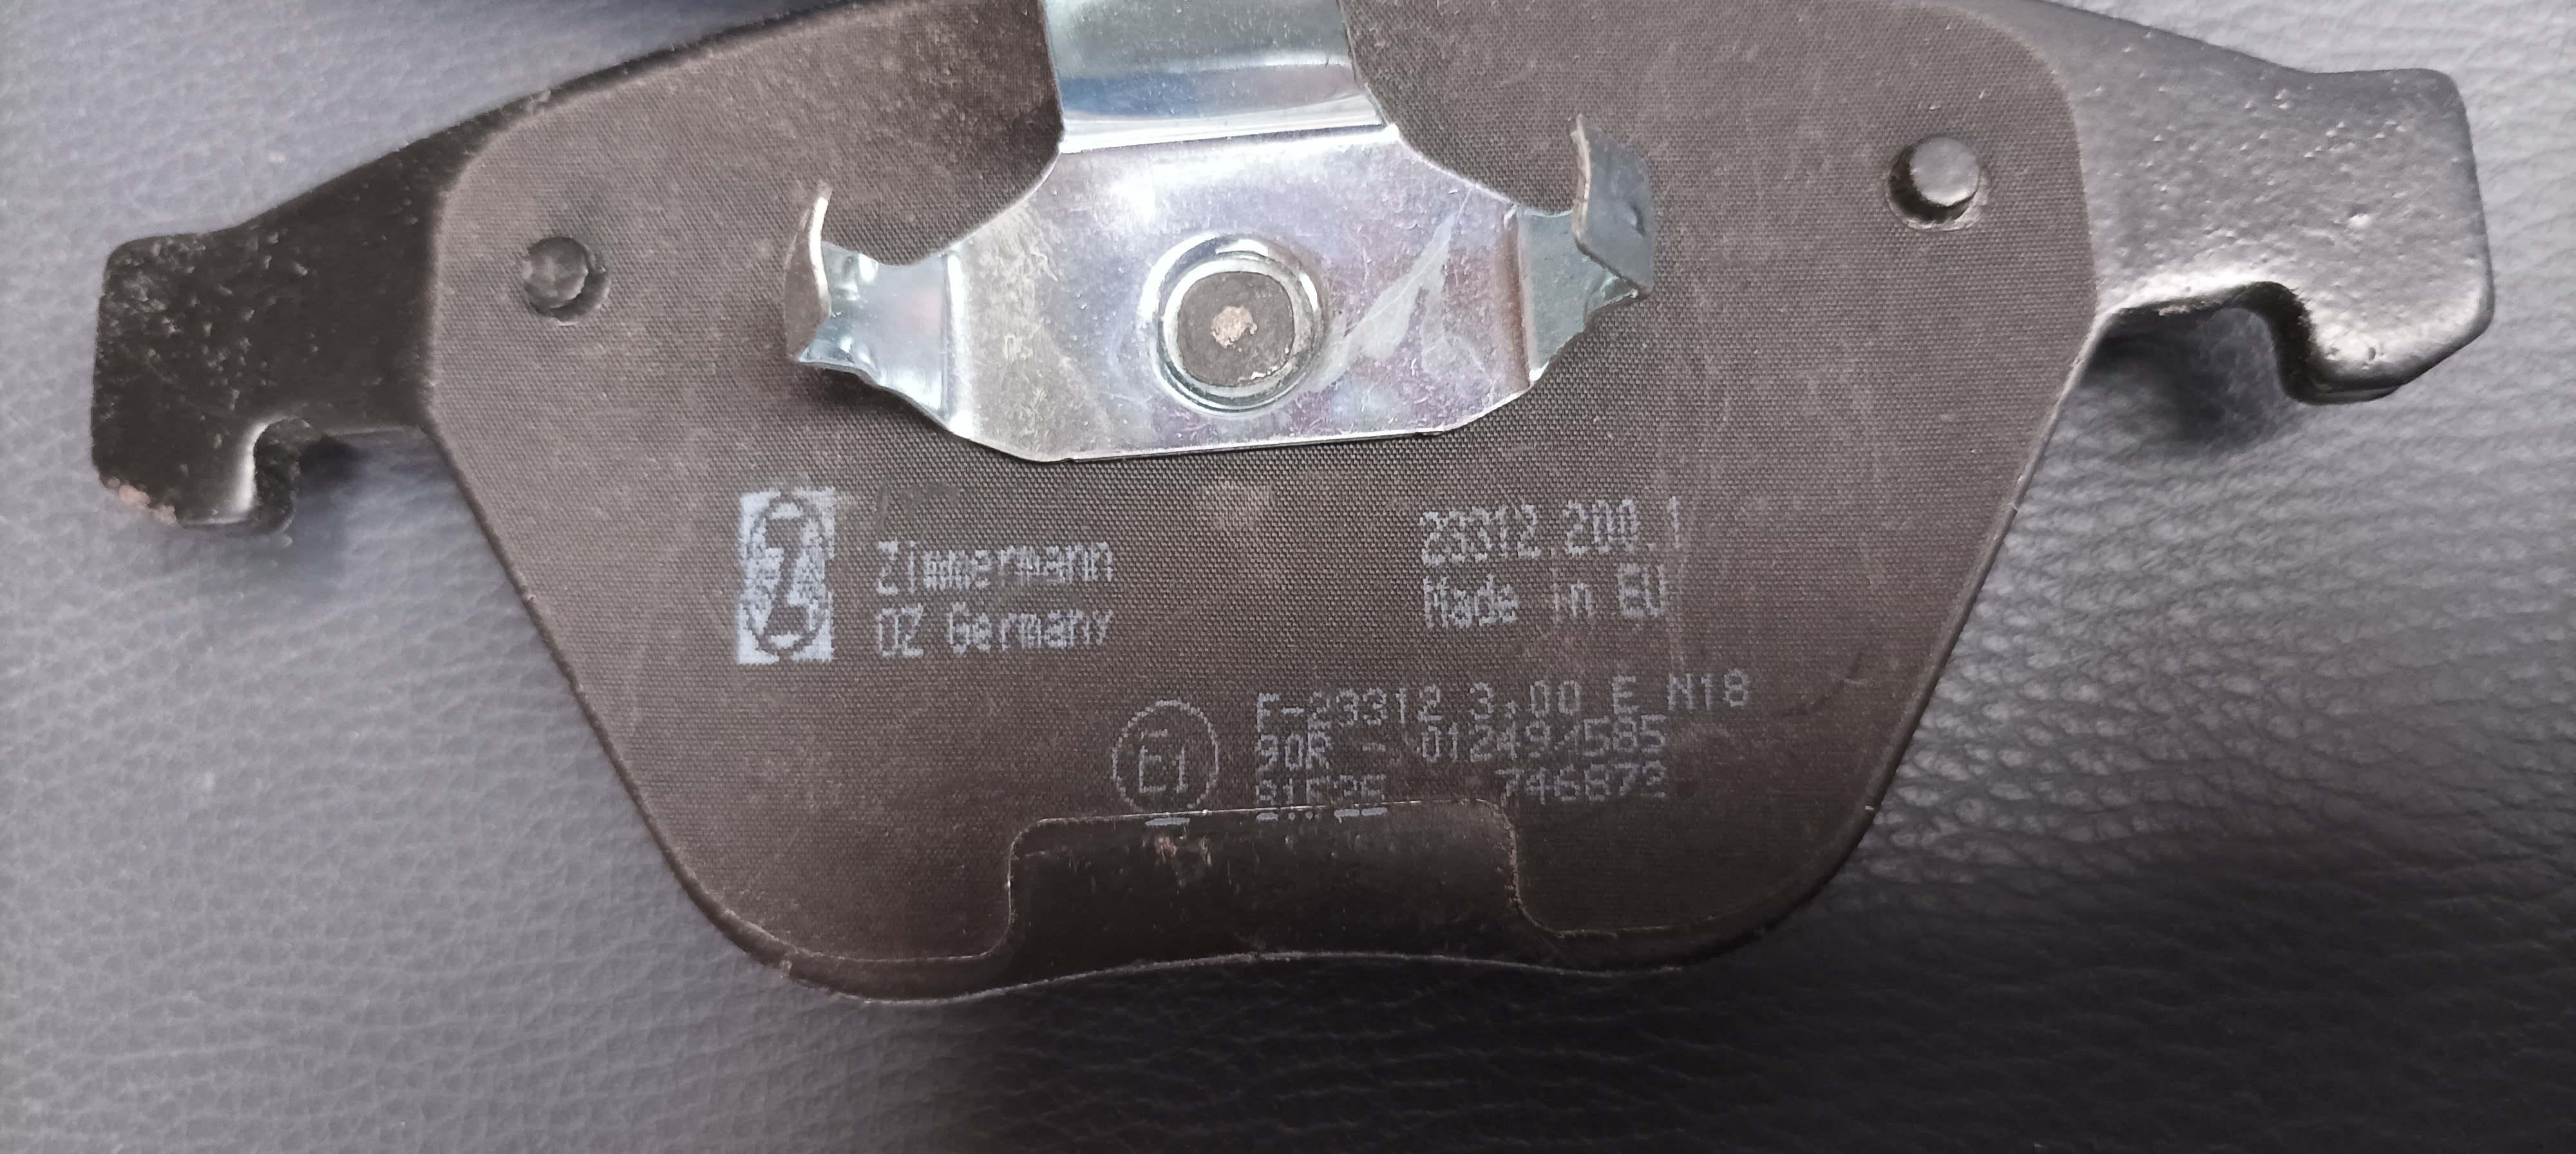 Z
Zimmermann
OZ Germany
23312.200.1
Made in EU
E1
F-23312 3.00 E N18
90R - 01249/585
746872